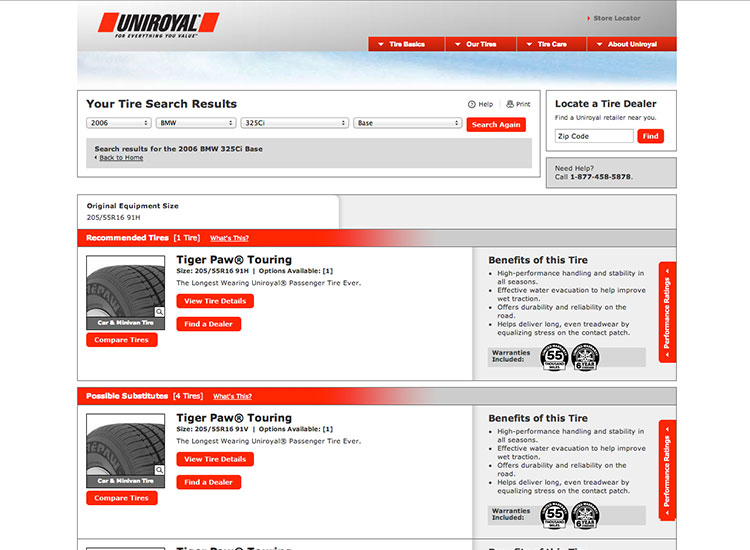 UNIROYAL®
FOR EVERYTHING YOU VALUE™
Store Locator
Tire Basics
Our Tires
Tire Care
About Uniroyal
Your Tire Search Results
Help
Print
2006
BMW
325Ci
Base
Search Again
Search results for the 2006 BMW 325Ci Base
Back to Home
Locate a Tire Dealer
Find a Uniroyal retailer near you.
Zip Code
Find
Need Help?
Call 1-877-458-5878.
Original Equipment Size
205/55R16 91H
Recommended Tires [1 Tire] What's This?
Tiger Paw® Touring
Size: 205/55R16 91H | Options Available: [1]
The Longest Wearing Uniroyal® Passenger Tire Ever.
View Tire Details
Find a Dealer
Car & Minivan Tire
Compare Tires
Benefits of this Tire
High-performance handling and stability in
all seasons.
Effective water evacuation to help improve
wet traction.
Offers durability and reliability on the
road.
Helps deliver long, even treadwear by
equalizing stress on the contact patch.
Warranties
Included:
55
THOUSAND
MILES
6
YEAR
Performance Ratings
Possible Substitutes [4 Tires] What's This?
Tiger Paw® Touring
Size: 205/55R16 91V | Options Available: [1]
The Longest Wearing Uniroyal® Passenger Tire Ever.
View Tire Details
Find a Dealer
Car & Minivan Tire
Compare Tires
Benefits of this Tire
High-performance handling and stability in
all seasons.
Effective water evacuation to help improve
wet traction.
Offers durability and reliability on the
road.
Helps deliver long, even treadwear by
equalizing stress on the contact patch.
Warranties
Included:
55
THOUSAND
MILES
6
YEAR
Performance Ratings
Tiger Paw® Touring
Benefits of this Tire